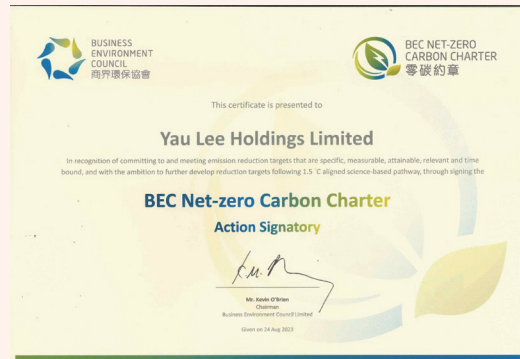 BUSINESS
ENVIRONMENT
COUNCIL
商界環保協會
BEC NET-ZERO
CARBON CHARTER
零碳約章
This certificate is presented to
Yau Lee Holdings Limited
In recognition of committing to and meeting emission reduction targets that are specific, measurable, attainable, relevant and time
bound, and with the ambition to further develop reduction targets following 1.5 ̊C aligned science-based pathway, through signing the
BEC Net-zero Carbon Charter
Action Signatory
Mr. Kevin O'Brien
Chairman
Business Environment Council Limited
Given on 24 Aug 2023